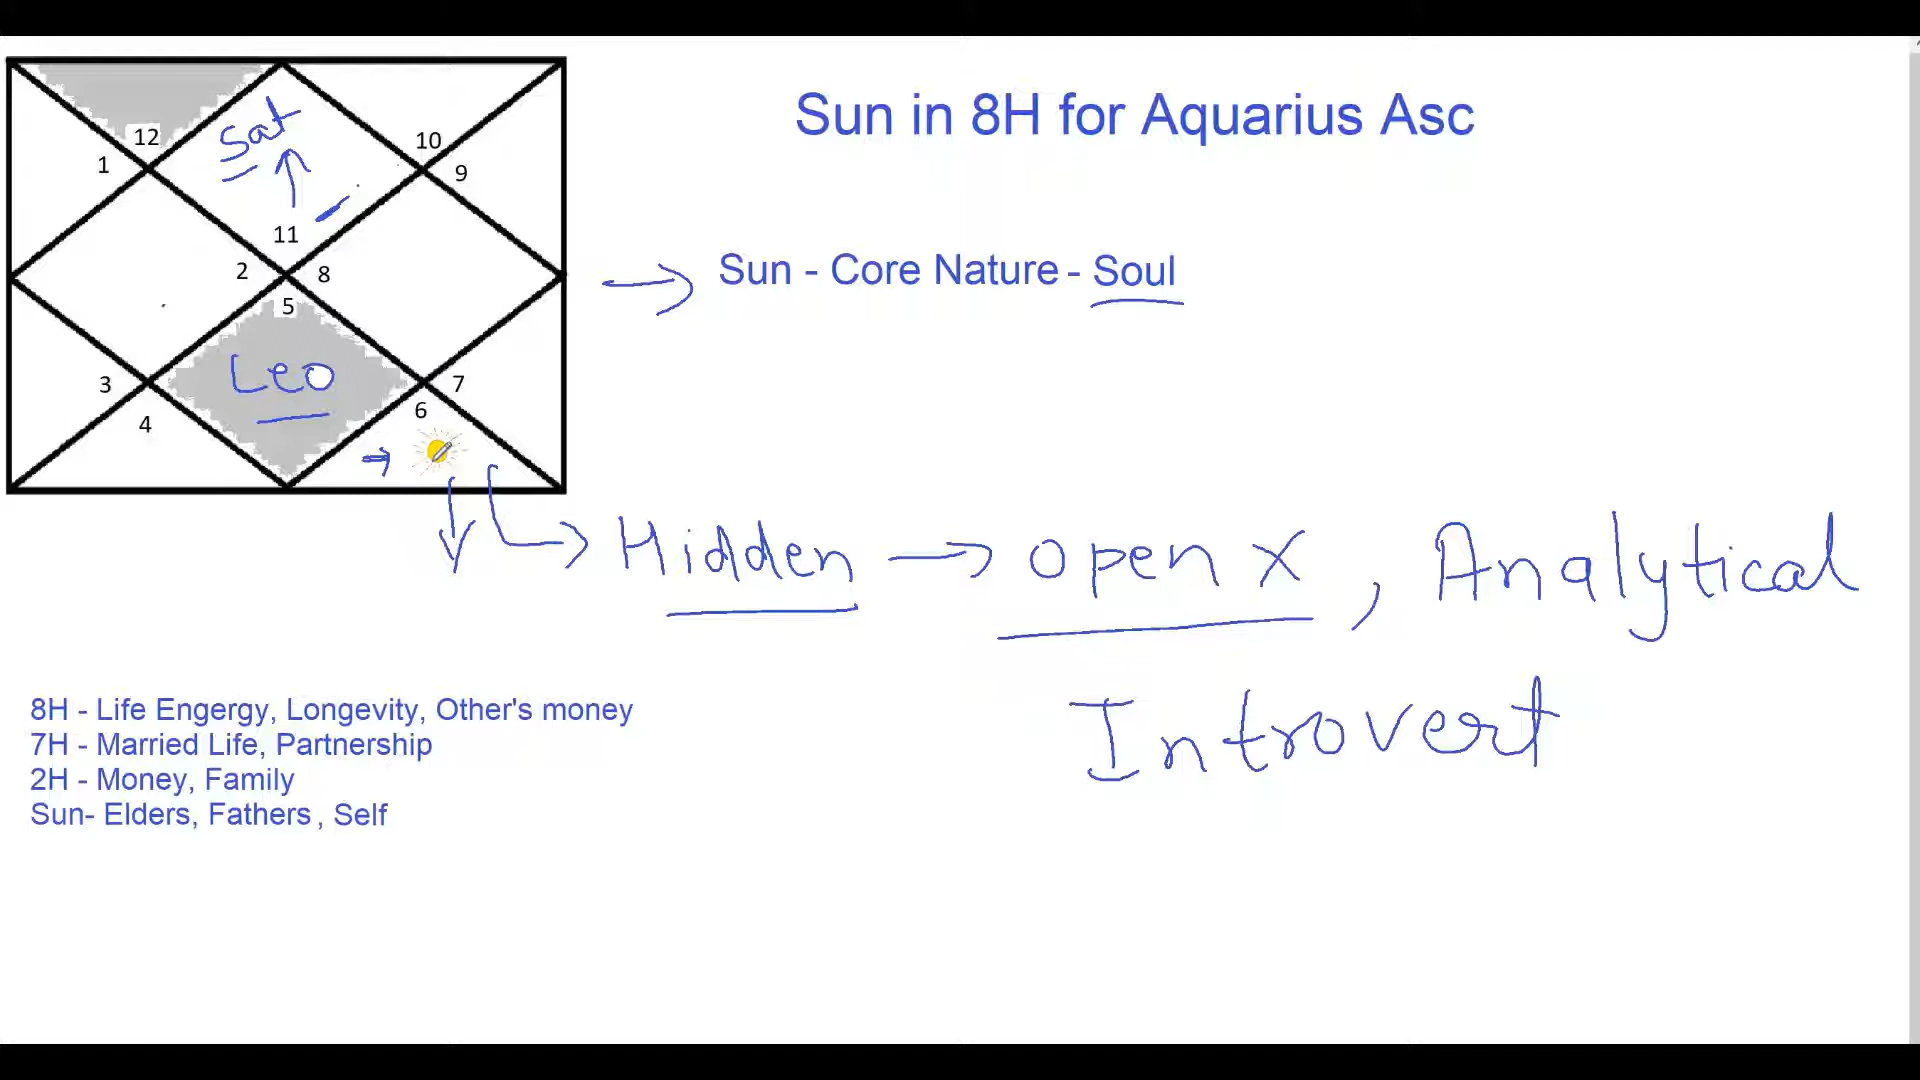 Sun in 8H for Aquarius Asc
12
1
Sat
10
9
11
2
8
5
Sun - Core Nature - Soul
Leo
3
4
6
7
Hidden → open x , Analytical
Introvert
8H - Life Engergy, Longevity, Other's money
7H - Married Life, Partnership
2H - Money, Family
Sun- Elders, Fathers , Self